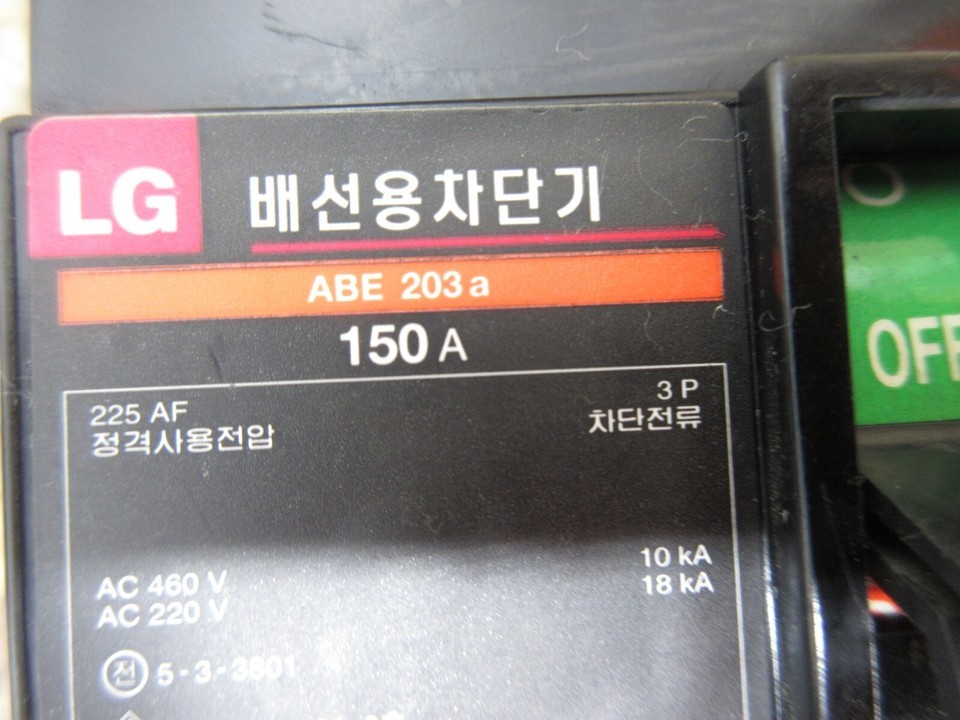 LG 배선용차단기
ABE 203a
150 A
225 AF 3 P
정격사용전압 차단전류
AC 460 V 10 kA
AC 220 V 18 kA
전 5-3-3801
OFF